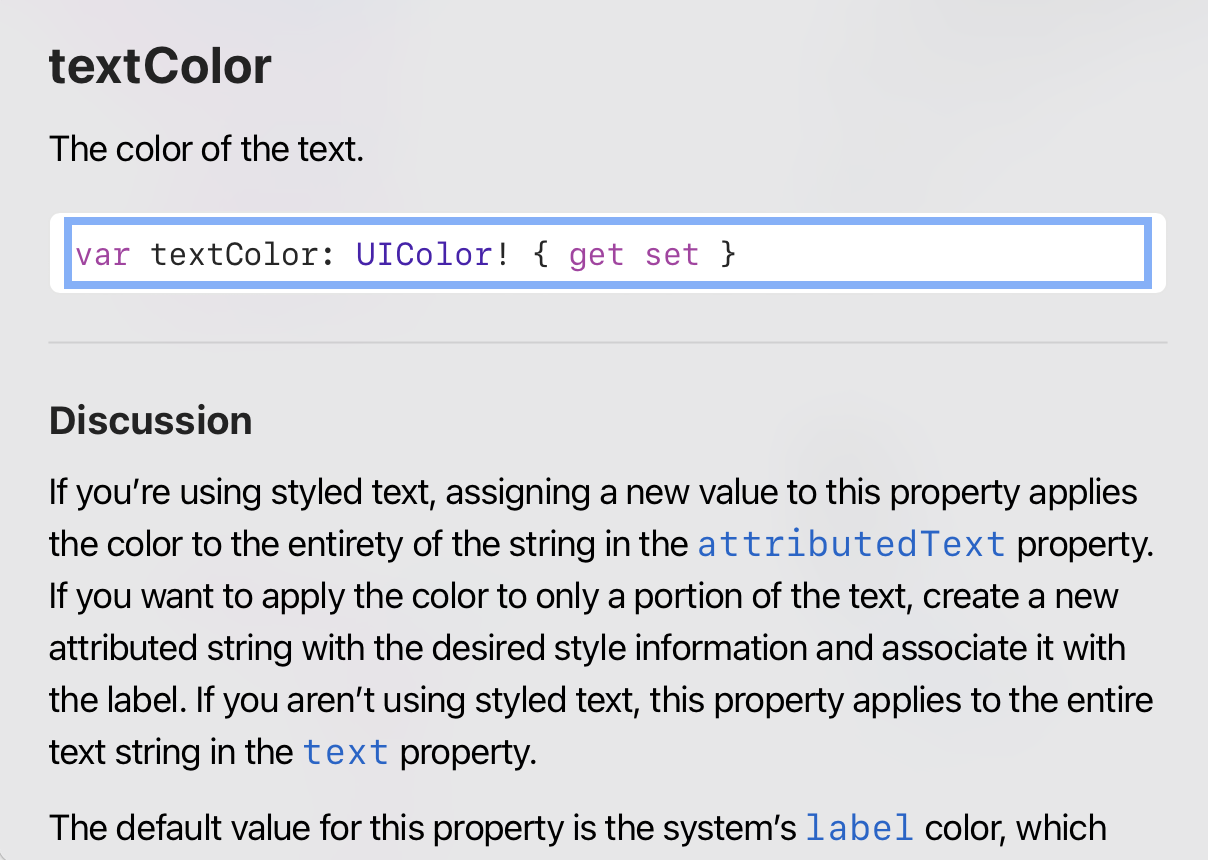 textColor
The color of the text.
var textColor: UIColor! { get set }
Discussion
If you’re using styled text, assigning a new value to this property applies
the color to the entirety of the string in the attributedText property.
If you want to apply the color to only a portion of the text, create a new
attributed string with the desired style information and associate it with
the label. If you aren’t using styled text, this property applies to the entire
text string in the text property.
The default value for this property is the system’s label color, which